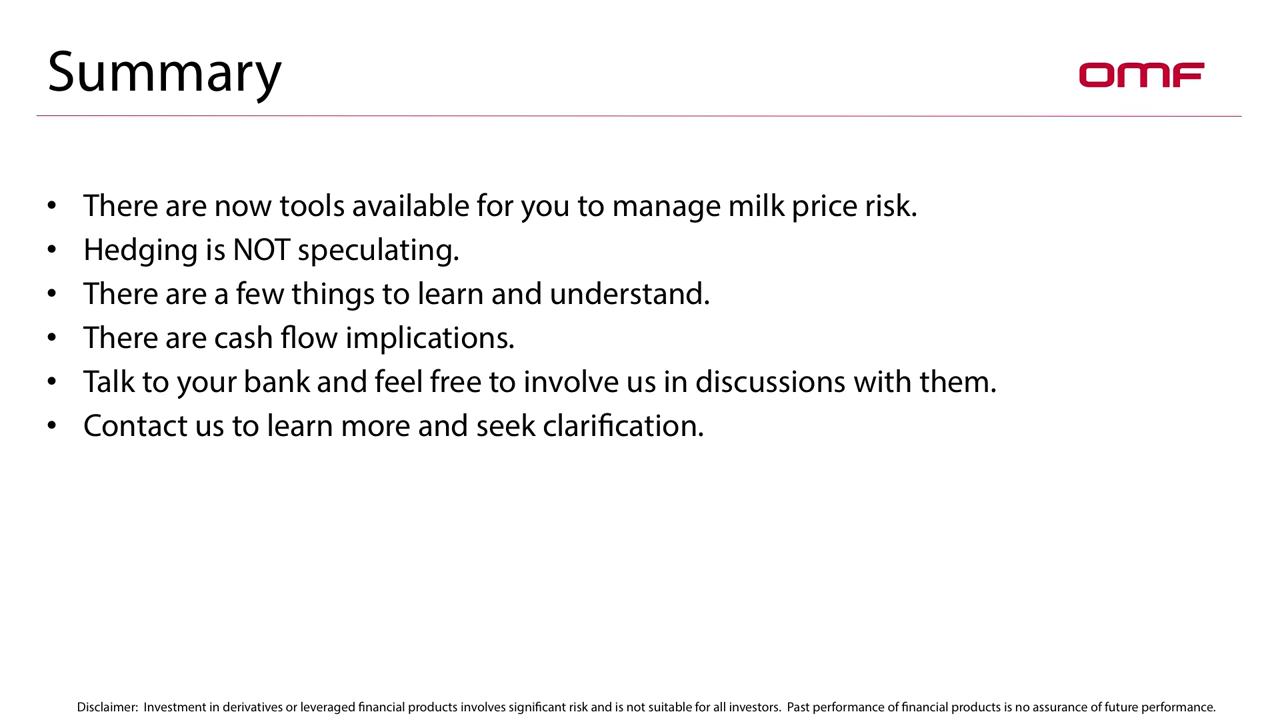 Summary
omf
• There are now tools available for you to manage milk price risk.
• Hedging is NOT speculating.
• There are a few things to learn and understand.
• There are cash flow implications.
• Talk to your bank and feel free to involve us in discussions with them.
• Contact us to learn more and seek clarification.
Disclaimer: Investment in derivatives or leveraged financial products involves significant risk and is not suitable for all investors. Past performance of financial products is no assurance of future performance.